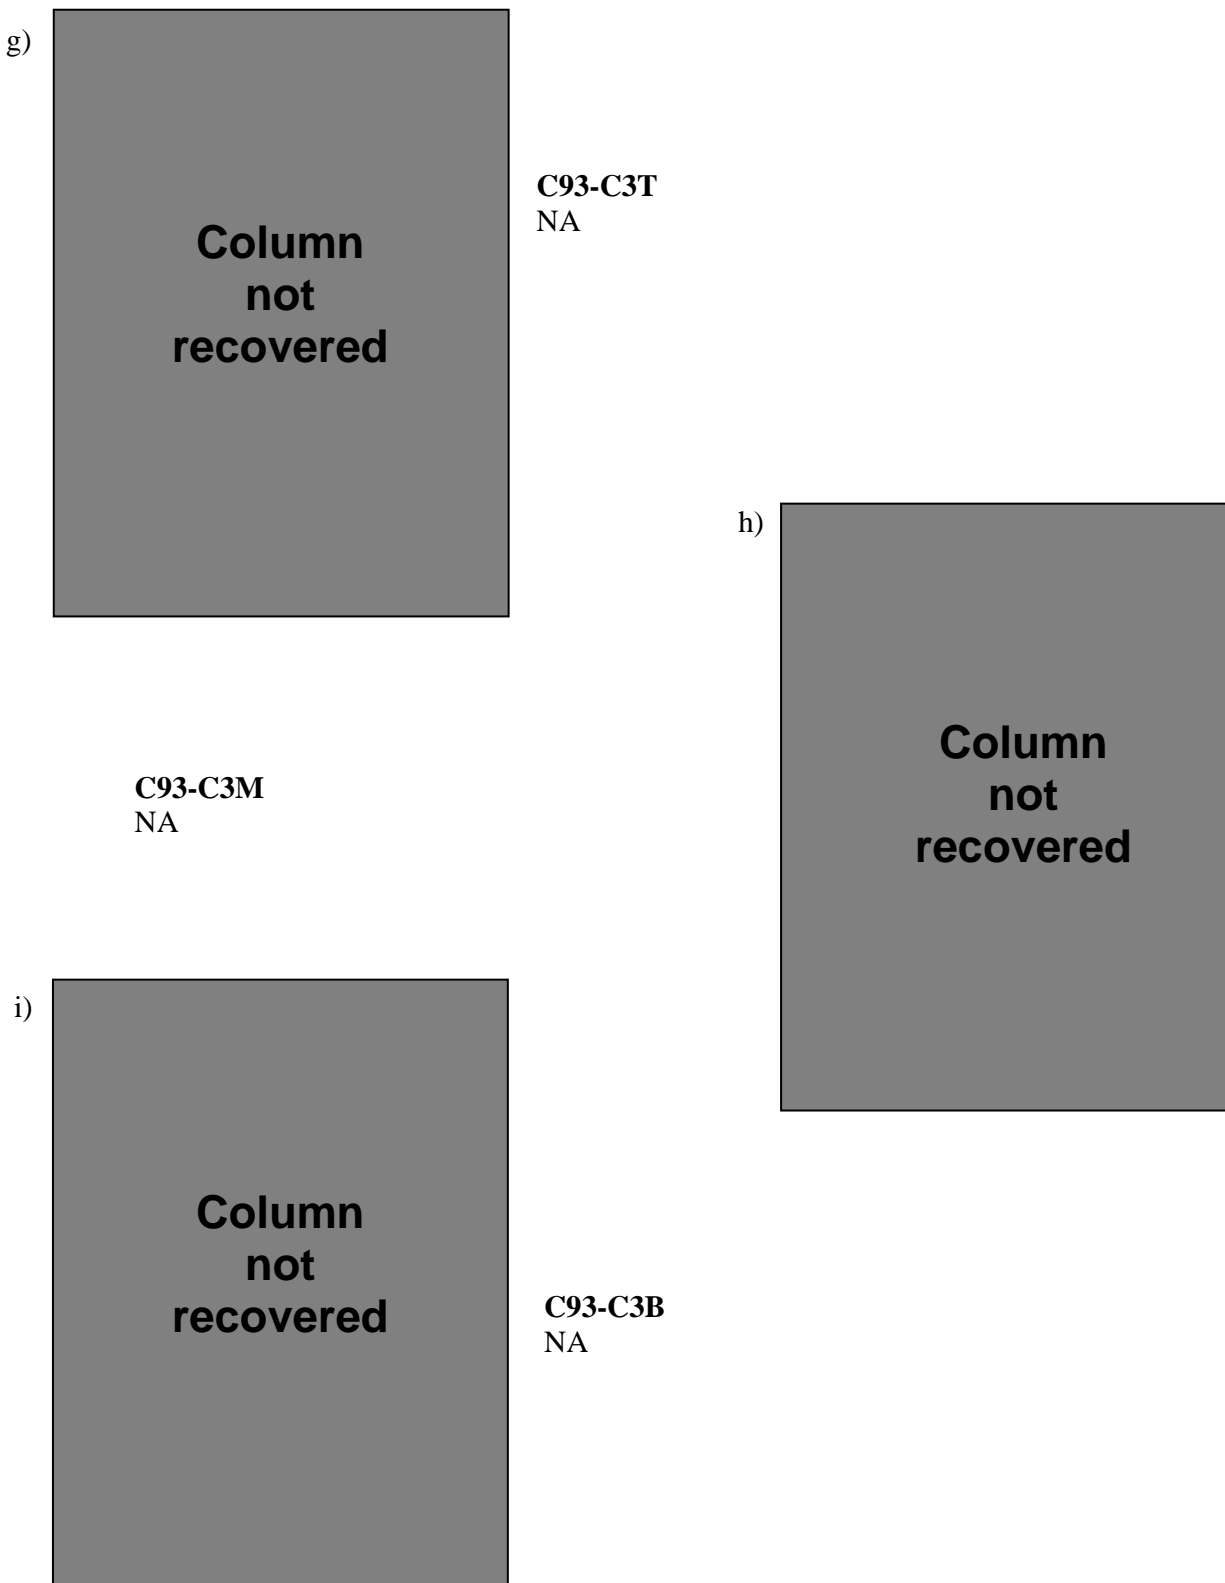 g)
Column
not
recovered
C93-C3T
NA
h)
Column
not
recovered
C93-C3M
NA
i)
Column
not
recovered
C93-C3B
NA